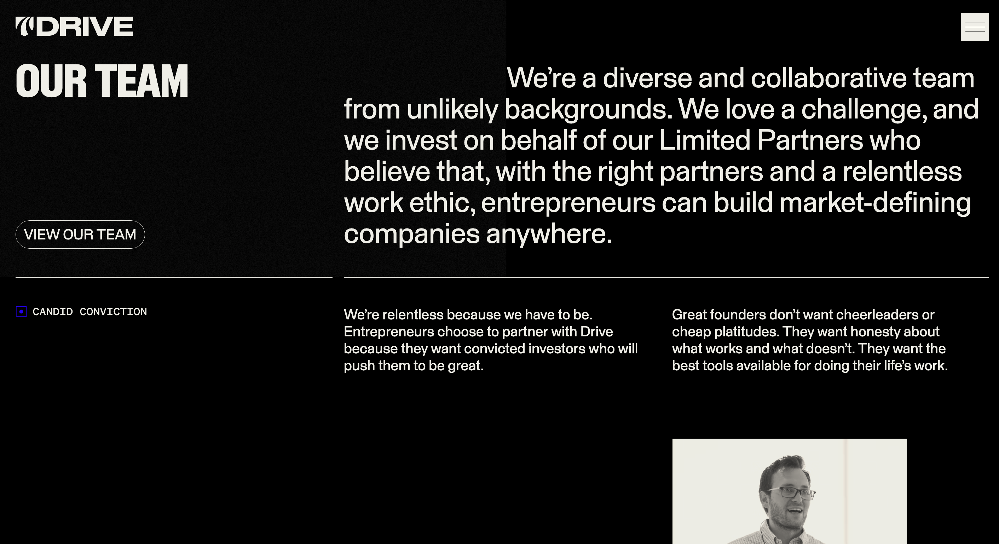 DRIVE
OUR TEAM
We’re a diverse and collaborative team
from unlikely backgrounds. We love a challenge, and
we invest on behalf of our Limited Partners who
believe that, with the right partners and a relentless
work ethic, entrepreneurs can build market-defining
companies anywhere.
VIEW OUR TEAM
CANDID CONVICTION
We’re relentless because we have to be.
Entrepreneurs choose to partner with Drive
because they want convicted investors who will
push them to be great.
Great founders don’t want cheerleaders or
cheap platitudes. They want honesty about
what works and what doesn’t. They want the
best tools available for doing their life’s work.